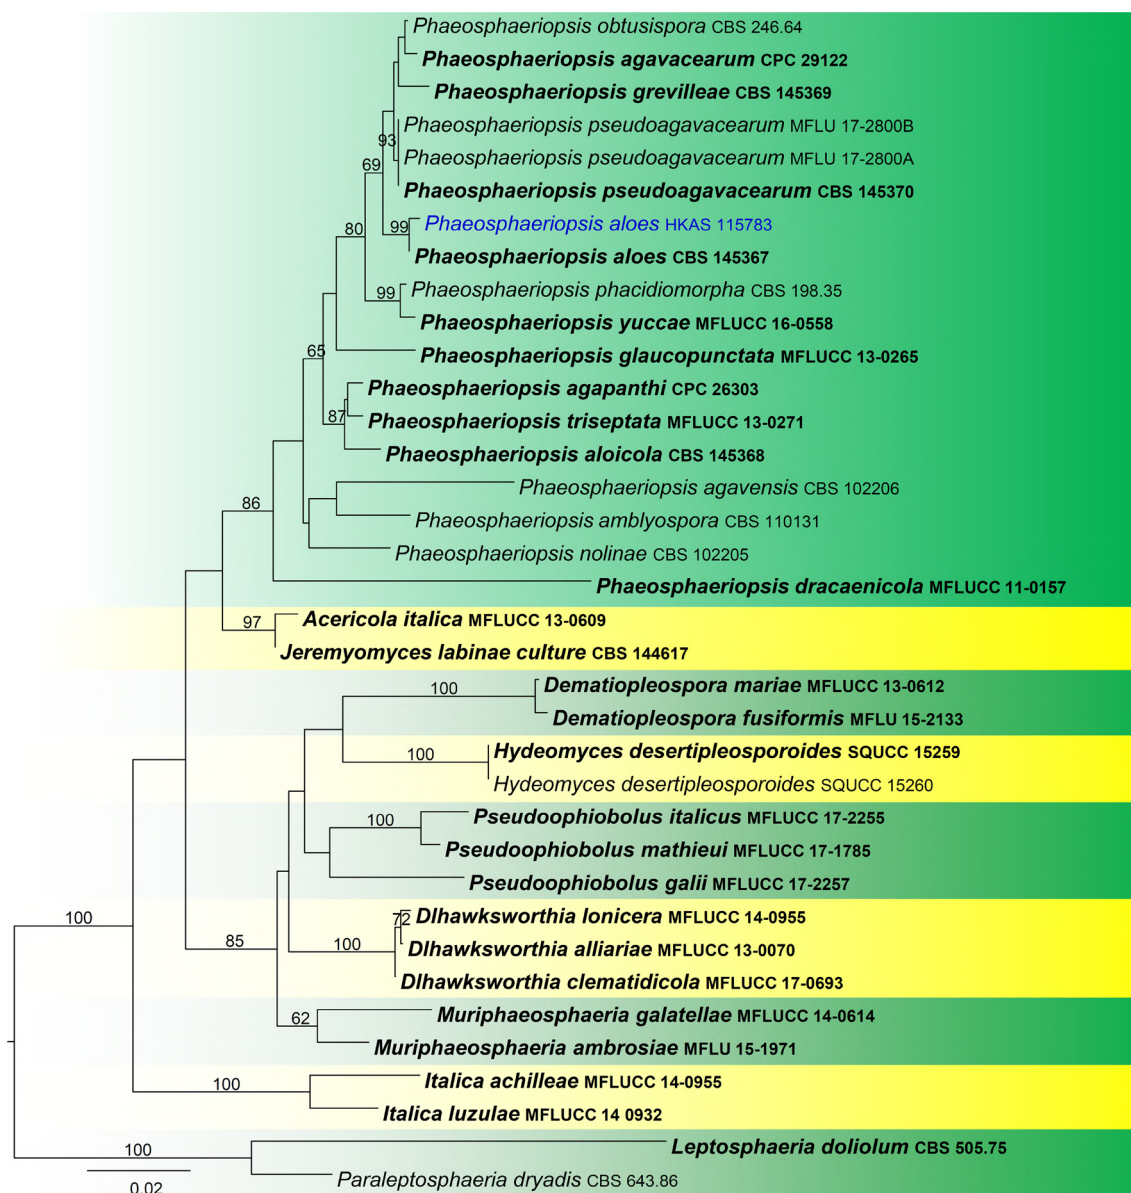 Phaeosphaeriopsis obtusispora CBS 246.64
Phaeosphaeriopsis agavacearum CPC 29122
Phaeosphaeriopsis grevilleae CBS 145369
Phaeosphaeriopsis pseudoagavacearum MFLU 17-2800B
93
Phaeosphaeriopsis pseudoagavacearum MFLU 17-2800A
69
Phaeosphaeriopsis pseudoagavacearum CBS 145370
Phaeosphaeriopsis aloes HKAS 115783
80
99
Phaeosphaeriopsis aloes CBS 145367
Phaeosphaeriopsis phacidiomorpha CBS 198.35
99
Phaeosphaeriopsis yuccae MFLUCC 16-0558
65
Phaeosphaeriopsis glaucopunctata MFLUCC 13-0265
Phaeosphaeriopsis agapanthi CPC 26303
87
Phaeosphaeriopsis triseptata MFLUCC 13-0271
Phaeosphaeriopsis aloicola CBS 145368
Phaeosphaeriopsis agavensis CBS 102206
86
Phaeosphaeriopsis amblyospora CBS 110131
Phaeosphaeriopsis nolinae CBS 102205
Phaeosphaeriopsis dracaenicola MFLUCC 11-0157
97
Acericola italica MFLUCC 13-0609
Jeremyomyces labinae culture CBS 144617
100
Dematiopleospora mariae MFLUCC 13-0612
Dematiopleospora fusiformis MFLU 15-2133
100
Hydeomyces desertipleosporoides SQUCC 15259
Hydeomyces desertipleosporoides SQUCC 15260
100
Pseudoophiobolus italicus MFLUCC 17-2255
Pseudoophiobolus mathieui MFLUCC 17-1785
Pseudoophiobolus galii MFLUCC 17-2257
100
72
Dlhawksworthia lonicera MFLUCC 14-0955
85
100
Dlhawksworthia alliariae MFLUCC 13-0070
Dlhawksworthia clematidicola MFLUCC 17-0693
62
Muriphaeosphaeria galatellae MFLUCC 14-0614
Muriphaeosphaeria ambrosiae MFLU 15-1971
100
Italica achilleae MFLUCC 14-0955
Italica luzulae MFLUCC 14 0932
100
Leptosphaeria doliolum CBS 505.75
Paraleptosphaeria dryadis CBS 643.86
0.02